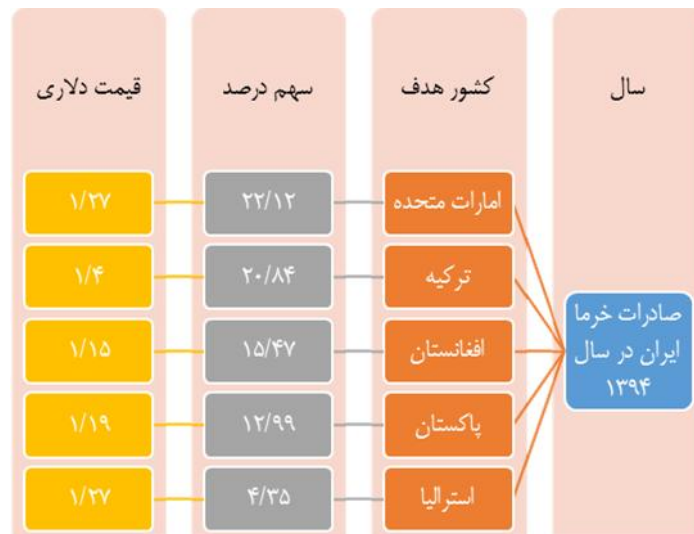 سال
کشور هدف
سهم درصد
قیمت دلاری
صادرات خرما
ایران در سال
۱۳۹۴
امارات متحده
۲۲/۱۲
۱/۲۷
ترکیه
۲۰/۸۴
۱/۴
افغانستان
۱۵/۴۷
۱/۱۵
پاکستان
۱۲/۹۹
۱/۱۹
استرالیا
۴/۳۵
۱/۲۷